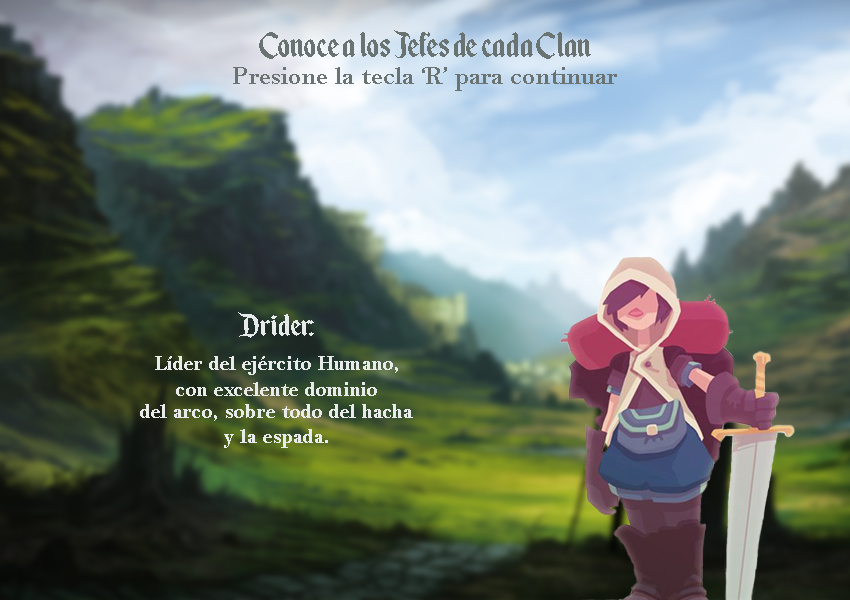 Conoce a los Jefes de cada Clan
Presione la tecla ‘R’ para continuar
Drider:
Líder del ejército Humano,
con excelente dominio
del arco, sobre todo del hacha
y la espada.